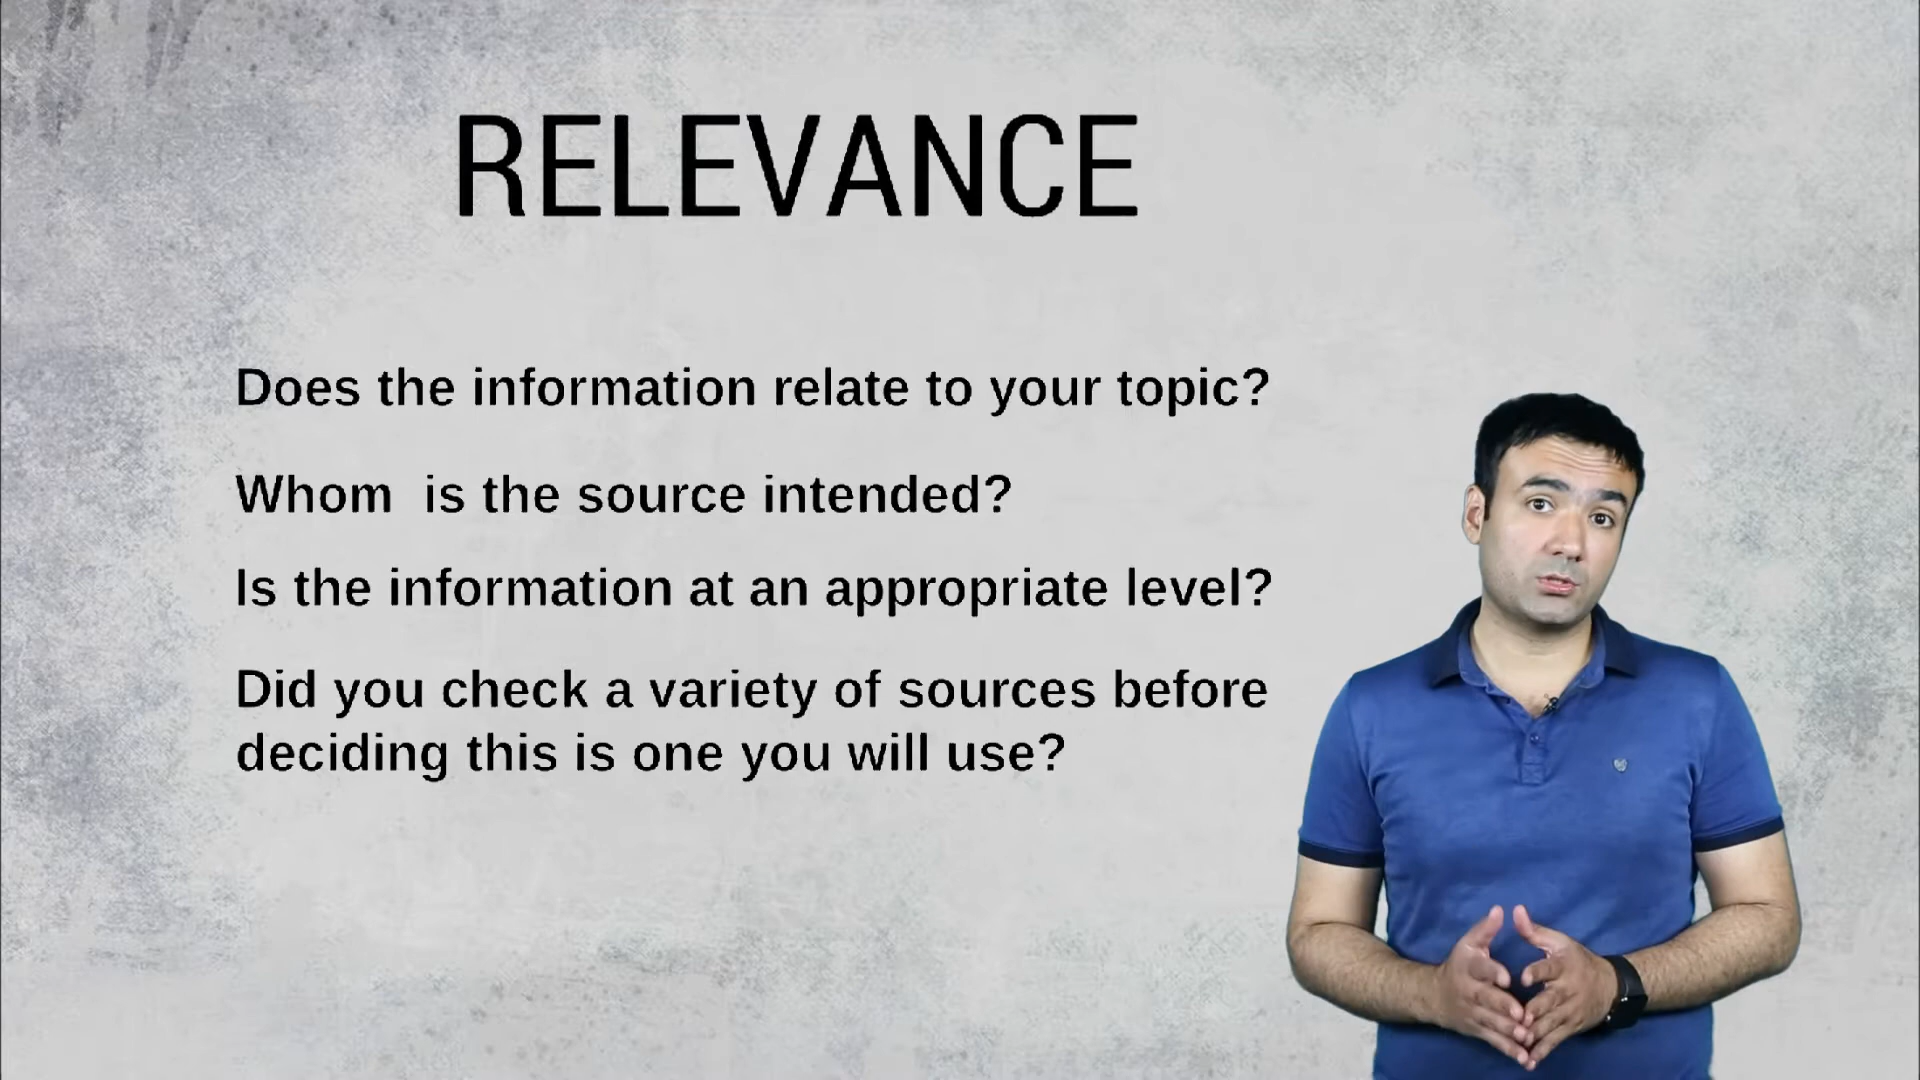 RELEVANCE
Does the information relate to your topic?
Whom  is the source intended?
Is the information at an appropriate level?
Did you check a variety of sources before
deciding this is one you will use?